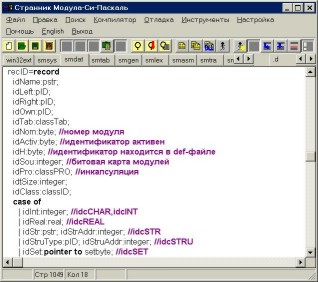 Странник Модула-Си-Паскаль
Файл Правка Поиск Компилятор Отладка Инструменты Настройка
Помощь English Выход
win32ext smsys smdat smtab smgen smlex smasm smtra sn .d
recID=record
idName:pstr;
idLeft:pID;
idRight:pID;
idOwn:pID;
idTab:classTab;
idNom:byte; //номер модуля
idActiv:byte; //идентификатор активен
idH:byte; //идентификатор находится в def-файле
idSou:integer; //битовая карта модулей
idPro:classPRO; //инкапсуляция
idtSize:integer;
idClass:classID;
case of
| idInt:integer; //idcCHAR,idcINT
| idReal:real; //idcREAL
| idStr:pstr; idStrAddr:integer; //idcSTR
| idStruType:pID; idStruAddr:integer; //idcSTRU
| idSet:pointer to setbyte; //idcSET
Стр 1049 Кол 18